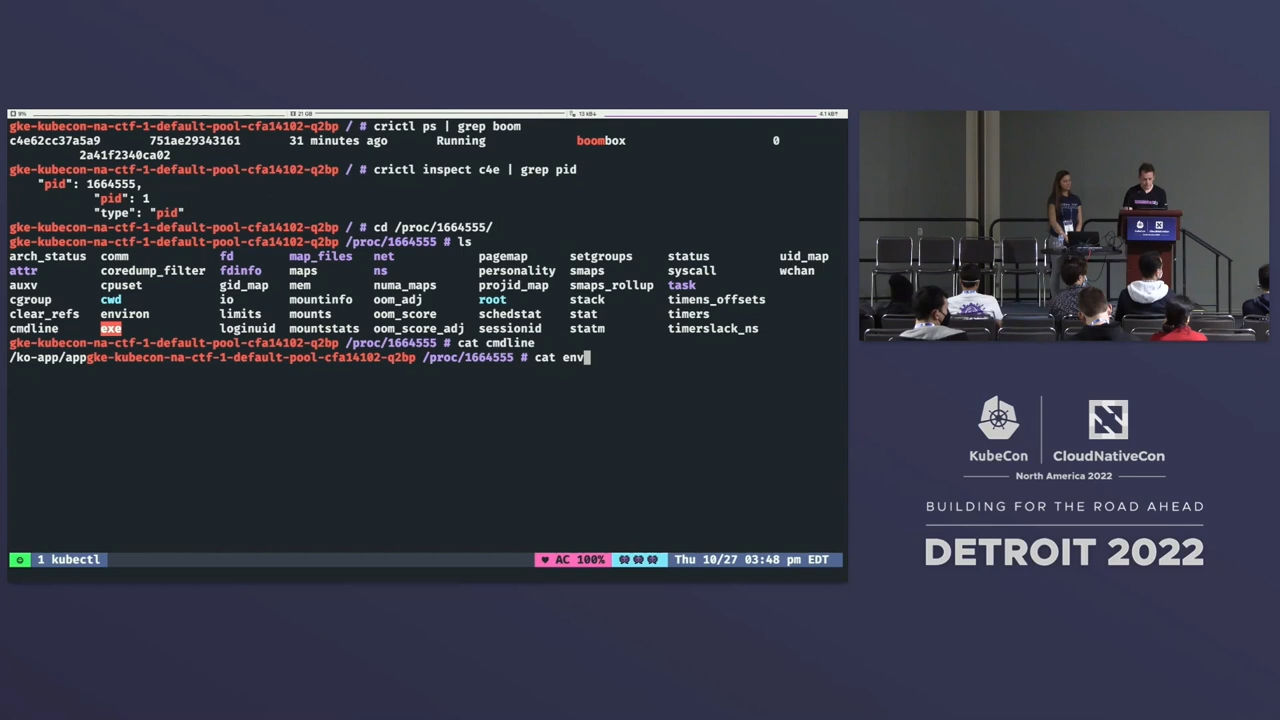 9% 21 GB 13 kB↓ 4.1 kB↑
gke-kubecon-na-ctf-1-default-pool-cfa14102-q2bp / # crictl ps | grep boom
c4e62cc37a5a9 751ae29343161 31 minutes ago Running boombox 0
2a41f2340ca02
gke-kubecon-na-ctf-1-default-pool-cfa14102-q2bp / # crictl inspect c4e | grep pid
"pid": 1664555,
"pid": 1
"type": "pid"
gke-kubecon-na-ctf-1-default-pool-cfa14102-q2bp / # cd /proc/1664555/
gke-kubecon-na-ctf-1-default-pool-cfa14102-q2bp /proc/1664555 # ls
arch_status comm fd map_files net pagemap setgroups status uid_map
attr coredump_filter fdinfo maps ns personality smaps syscall wchan
auxv cpuset gid_map mem numa_maps projid_map smaps_rollup task
cgroup cwd io mountinfo oom_adj root stack timens_offsets
clear_refs environ limits mounts oom_score schedstat stat timers
cmdline exe loginuid mountstats oom_score_adj sessionid statm timerslack_ns
gke-kubecon-na-ctf-1-default-pool-cfa14102-q2bp /proc/1664555 # cat cmdline
/ko-app/appgke-kubecon-na-ctf-1-default-pool-cfa14102-q2bp /proc/1664555 # cat env
1 kubectl ♥ AC 100% Thu 10/27 03:48 pm EDT
KubeCon CloudNativeCon
North America 2022
BUILDING FOR THE ROAD AHEAD
DETROIT 2022